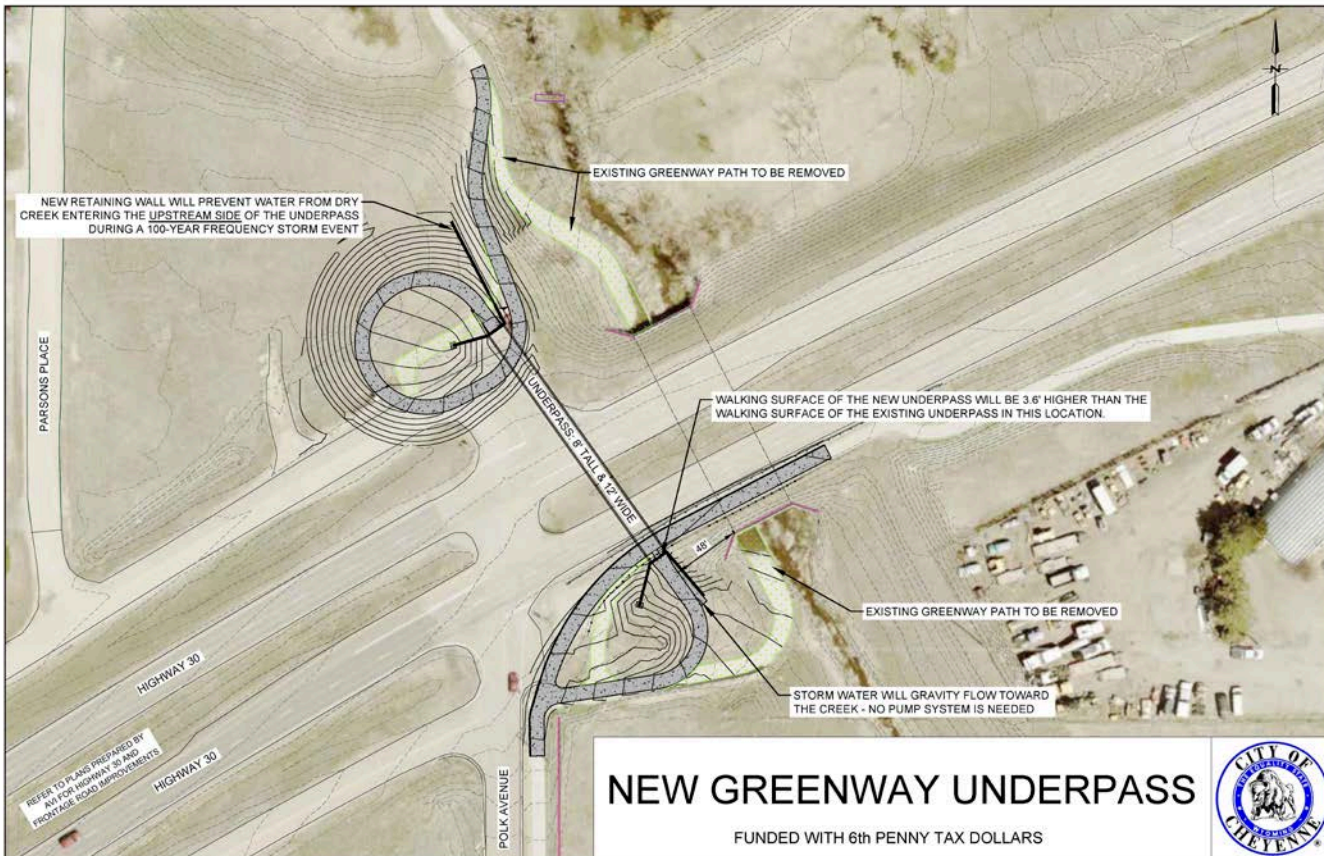 N
EXISTING GREENWAY PATH TO BE REMOVED
NEW RETAINING WALL WILL PREVENT WATER FROM DRY
CREEK ENTERING THE UPSTREAM SIDE OF THE UNDERPASS
DURING A 100-YEAR FREQUENCY STORM EVENT
PARSONS PLACE
UNDERPASS: 8' TALL & 12' WIDE
WALKING SURFACE OF THE NEW UNDERPASS WILL BE 3.6' HIGHER THAN THE
WALKING SURFACE OF THE EXISTING UNDERPASS IN THIS LOCATION.
48'
EXISTING GREENWAY PATH TO BE REMOVED
HIGHWAY 30
STORM WATER WILL GRAVITY FLOW TOWARD
THE CREEK - NO PUMP SYSTEM IS NEEDED
REFER TO PLANS PREPARED BY
AVI FOR HIGHWAY 30 AND
FRONTAGE ROAD IMPROVEMENTS
HIGHWAY 30
POLK AVENUE
NEW GREENWAY UNDERPASS
FUNDED WITH 6th PENNY TAX DOLLARS
CITY OF
THE EQUALITY STATE
WYOMING
CHEYENNE
®